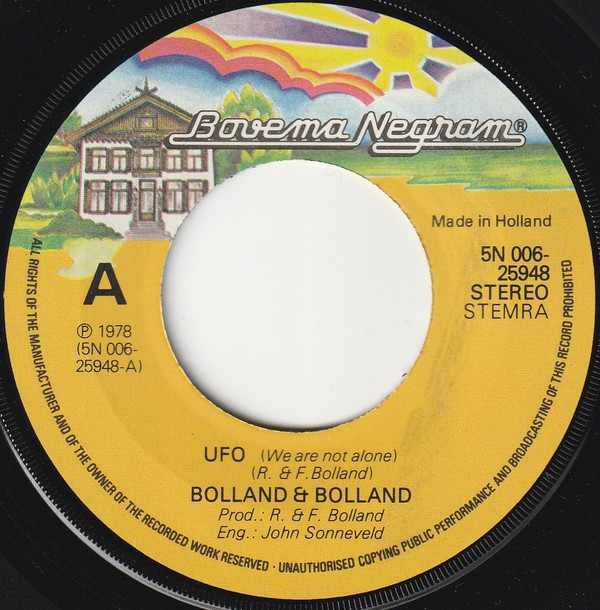 Bovema Negram®
Made in Holland
5N 006-
25948
STEREO
STEMRA
A
℗ 1978
(5N 006-
25948-A)
UFO (We are not alone)
(R. & F. Bolland)
BOLLAND & BOLLAND
Prod.: R. & F. Bolland
Eng.: John Sonneveld
ALL RIGHTS OF THE MANUFACTURER AND OF THE OWNER OF THE RECORDED WORK RESERVED · UNAUTHORISED COPYING PUBLIC PERFORMANCE AND BROADCASTING OF THIS RECORD PROHIBITED